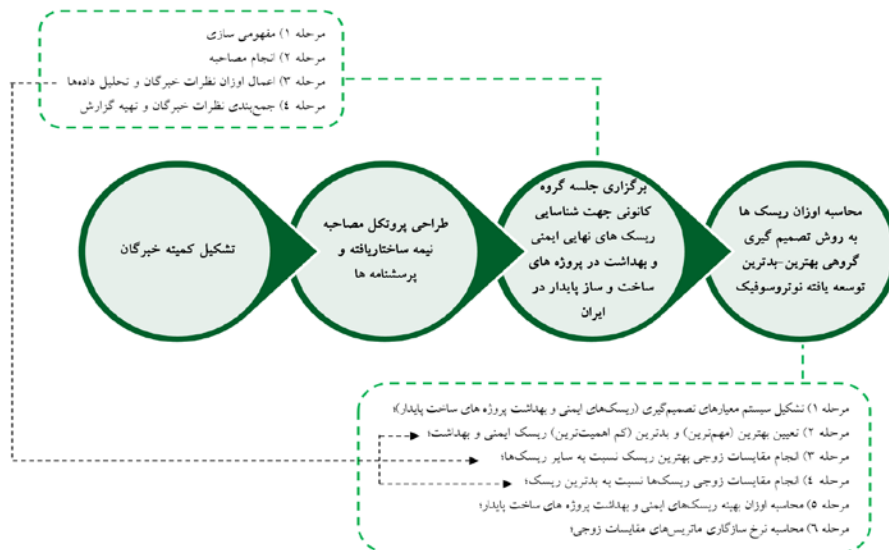 مرحله ۱) مفهومی سازی
مرحله ۲) انجام مصاحبه
مرحله ۳) اعمال اوزان نظرات خبرگان و تحلیل داده‌ها
مرحله ۴) جمع‌بندی نظرات خبرگان و تهیه گزارش
تشکیل کمیته خبرگان
طراحی پروتکل مصاحبه
نیمه ساختاریافته و
پرسشنامه ها
برگزاری جلسه گروه
کانونی جهت شناسایی
ریسک های نهایی ایمنی
و بهداشت در پروژه های
ساخت و ساز پایدار در
ایران
محاسبه اوزان ریسک ها
به روش تصمیم گیری
گروهی بهترین-بدترین
توسعه یافته نوتروسوفیک
مرحله ۱) تشکیل سیستم معیارهای تصمیم‌گیری (ریسک‌های ایمنی و بهداشت پروژه های ساخت پایدار)؛
مرحله ۲) تعیین بهترین (مهم‌ترین) و بدترین (کم اهمیت‌ترین) ریسک ایمنی و بهداشت؛
مرحله ۳) انجام مقایسات زوجی بهترین ریسک نسبت به سایر ریسک‌ها؛
مرحله ۴) انجام مقایسات زوجی ریسک‌ها نسبت به بدترین ریسک؛
مرحله ۵) محاسبه اوزان بهینه ریسک‌های ایمنی و بهداشت پروژه های ساخت پایدار؛
مرحله ۶) محاسبه نرخ سازگاری ماتریس‌های مقایسات زوجی؛